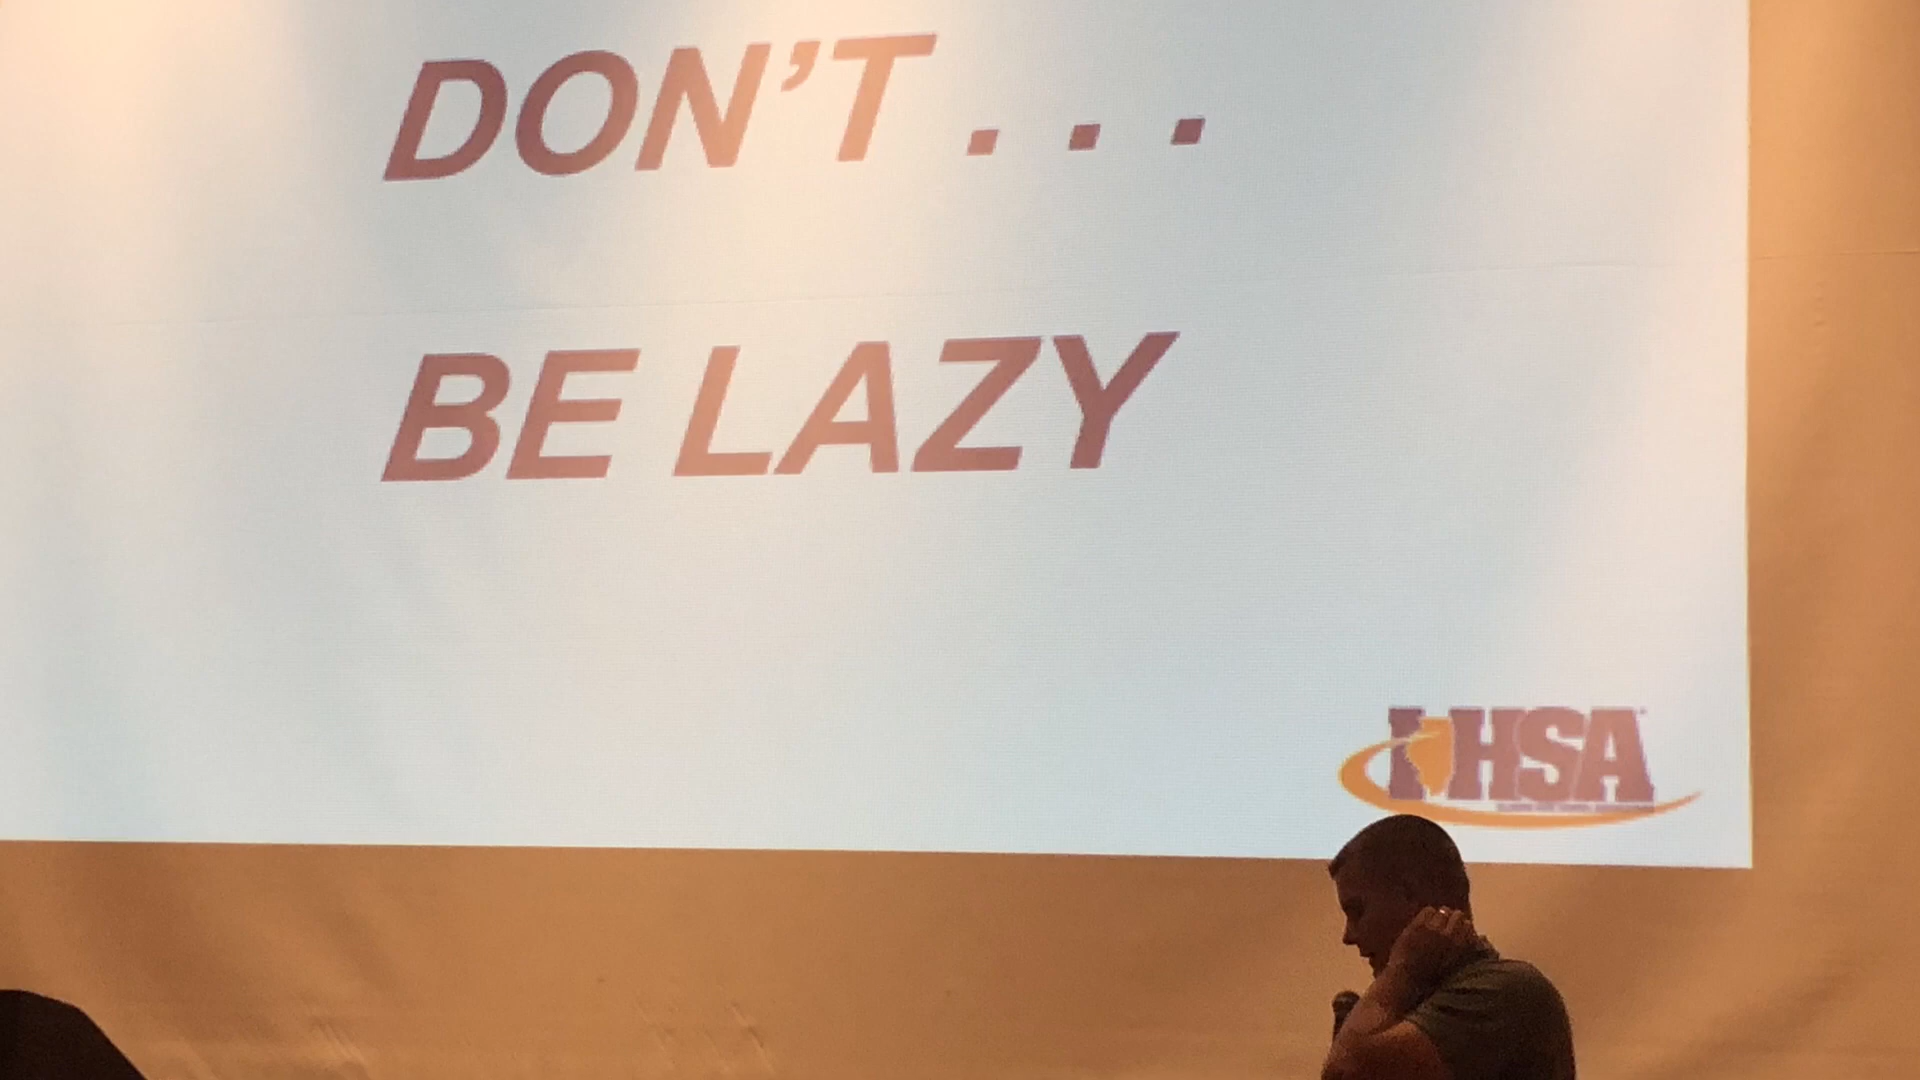 DON'T . . .
BE LAZY
IHSA